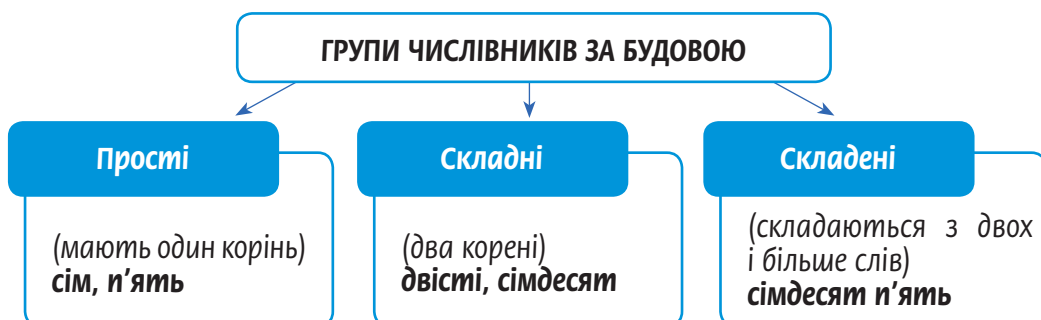 ГРУПИ ЧИСЛІВНИКІВ ЗА БУДОВОЮ
Прості
(мають один корінь)
сім, п'ять
Складні
(два корені)
двісті, сімдесят
Складені
(складаються з двох
і більше слів)
сімдесят п'ять